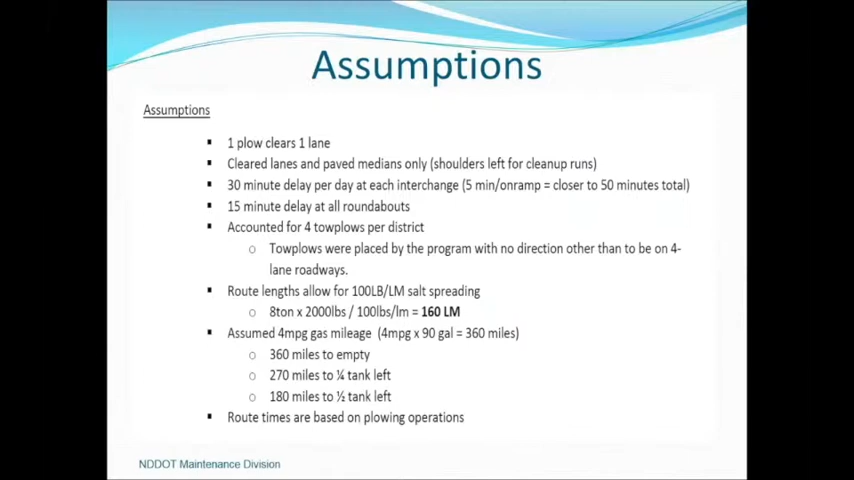 Assumptions
Assumptions
▪ 1 plow clears 1 lane
▪ Cleared lanes and paved medians only (shoulders left for cleanup runs)
▪ 30 minute delay per day at each interchange (5 min/onramp = closer to 50 minutes total)
▪ 15 minute delay at all roundabouts
▪ Accounted for 4 towplows per district
o Towplows were placed by the program with no direction other than to be on 4-
lane roadways.
▪ Route lengths allow for 100LB/LM salt spreading
o 8ton x 2000lbs / 100lbs/lm = 160 LM
▪ Assumed 4mpg gas mileage (4mpg x 90 gal = 360 miles)
o 360 miles to empty
o 270 miles to ¼ tank left
o 180 miles to ½ tank left
▪ Route times are based on plowing operations
NDDOT Maintenance Division